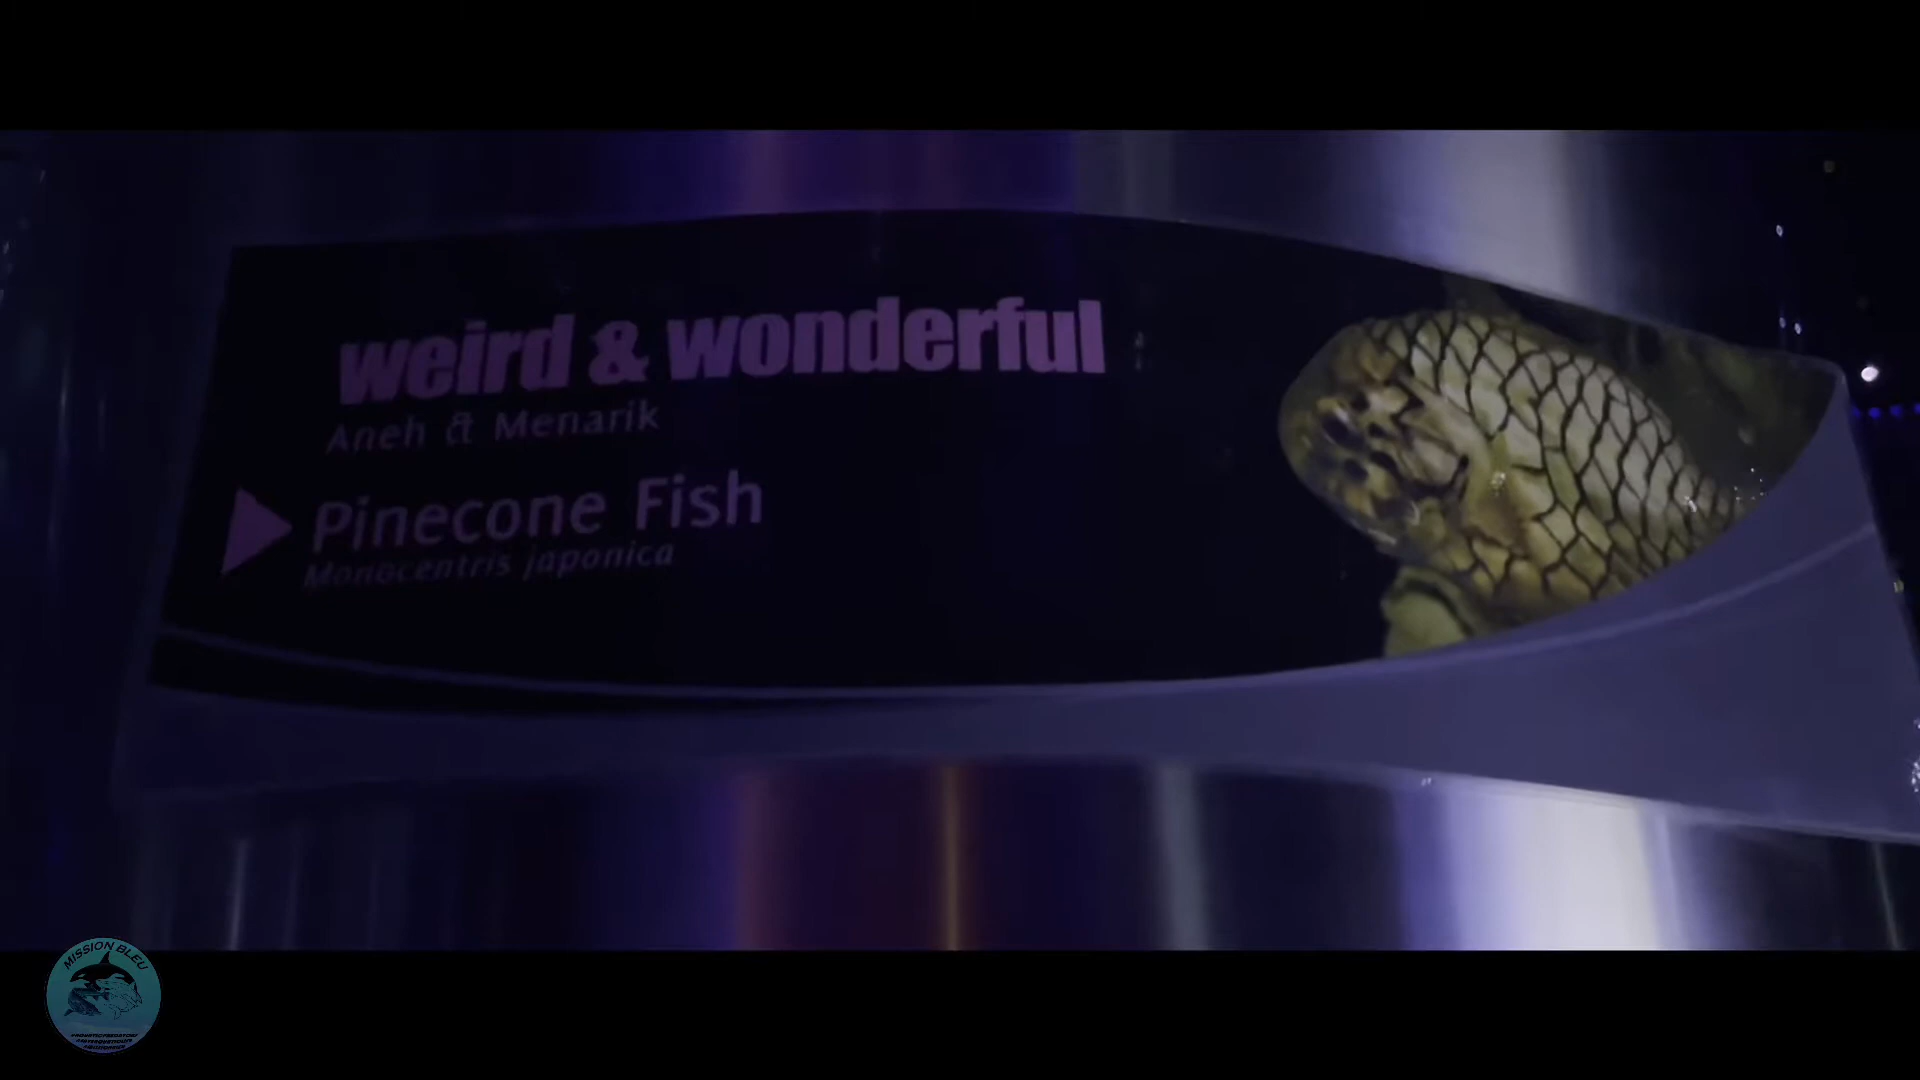 weird & wonderful
Aneh & Menarik
Pinecone Fish
Monocentris japonica
MISSION BLEU